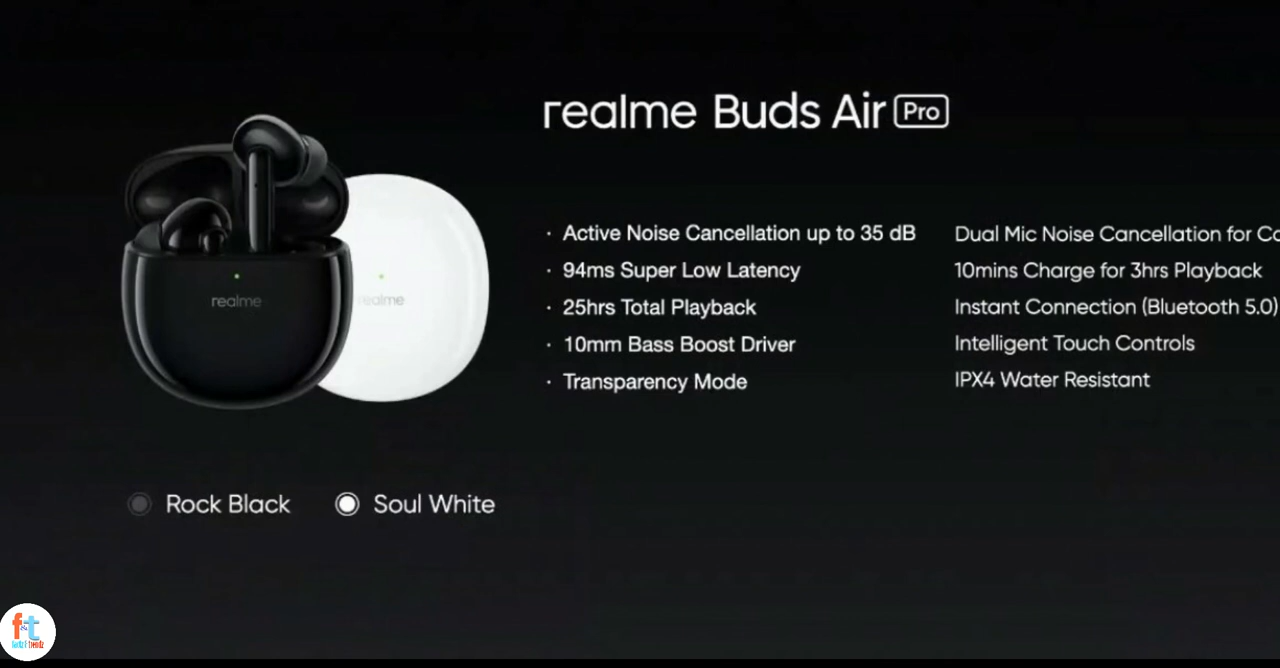 realme Buds Air Pro
· Active Noise Cancellation up to 35 dB
· 94ms Super Low Latency
· 25hrs Total Playback
· 10mm Bass Boost Driver
· Transparency Mode
Dual Mic Noise Cancellation for
10mins Charge for 3hrs Playback
Instant Connection (Bluetooth 5.0)
Intelligent Touch Controls
IPX4 Water Resistant
realme
realme
Rock Black
Soul White
f&t